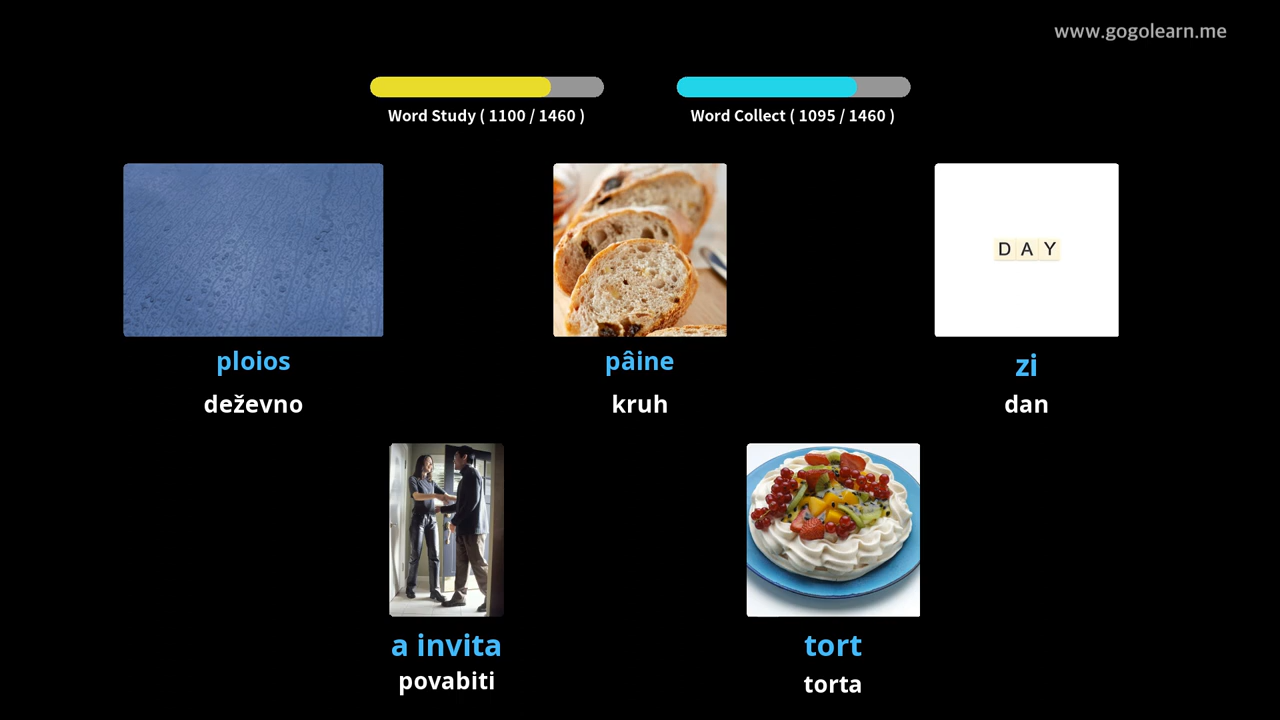 www.gogolearn.me
Word Study ( 1100 / 1460 )
Word Collect ( 1095 / 1460 )
DAY
ploios
pâine
zi
deževno
kruh
dan
a invita
tort
povabiti
torta